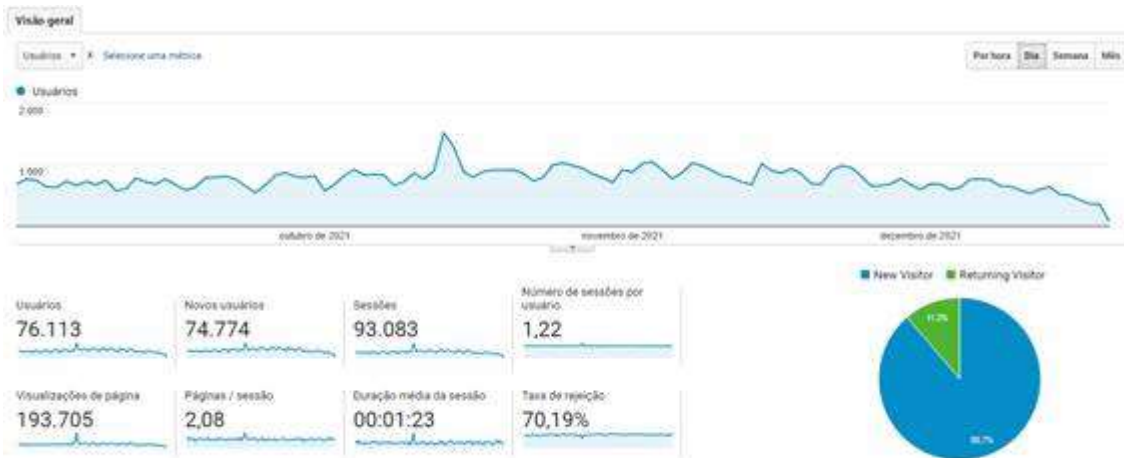 Visão geral
Usuários
Selecione uma métrica
Por hora Dia Semana Mês
Usuários
2.000
1.000
outubro de 2021 novembro de 2021 dezembro de 2021
New Visitor Returning Visitor
Usuários Novos usuários Sessões Número de sessões por usuário
76.113 74.774 93.083 1,22
Visualizações de página Páginas / sessão Duração média da sessão Taxa de rejeição
193.705 2,08 00:01:23 70,19%